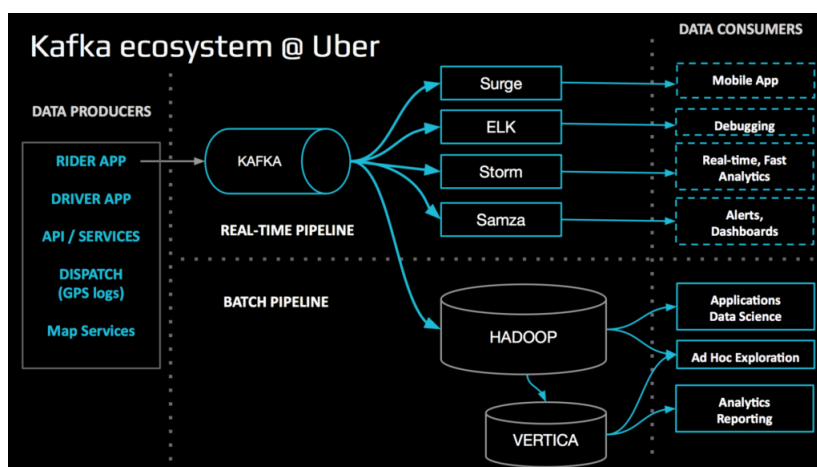 Kafka ecosystem @ Uber
DATA CONSUMERS
DATA PRODUCERS
RIDER APP
DRIVER APP
API / SERVICES
DISPATCH
(GPS logs)
Map Services
KAFKA
REAL-TIME PIPELINE
Surge
ELK
Storm
Samza
Mobile App
Debugging
Real-time, Fast
Analytics
Alerts,
Dashboards
BATCH PIPELINE
HADOOP
VERTICA
Applications
Data Science
Ad Hoc Exploration
Analytics
Reporting